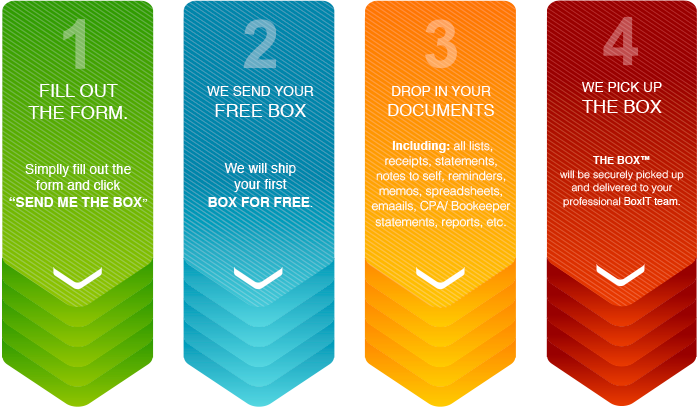 1
FILL OUT
THE FORM.
Simplly fill out the
form and click
“SEND ME THE BOX”
2
WE SEND YOUR
FREE BOX
We will ship
your first
BOX FOR FREE.
3
DROP IN YOUR
DOCUMENTS
Including: all lists,
receipts, statements,
notes to self, reminders,
memos, spreadsheets,
emails, CPA/ Bookeeper
statements, reports, etc.
4
WE PICK UP
THE BOX
THE BOX™
will be securely picked up
and delivered to your
professional BoxIT team.